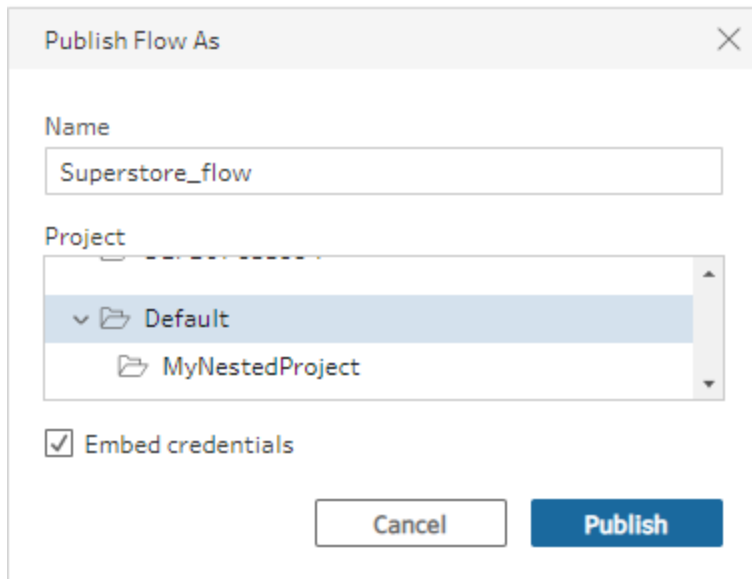 Publish Flow As
Name
Superstore_flow
Project
Default
MyNestedProject
Embed credentials
Cancel
Publish